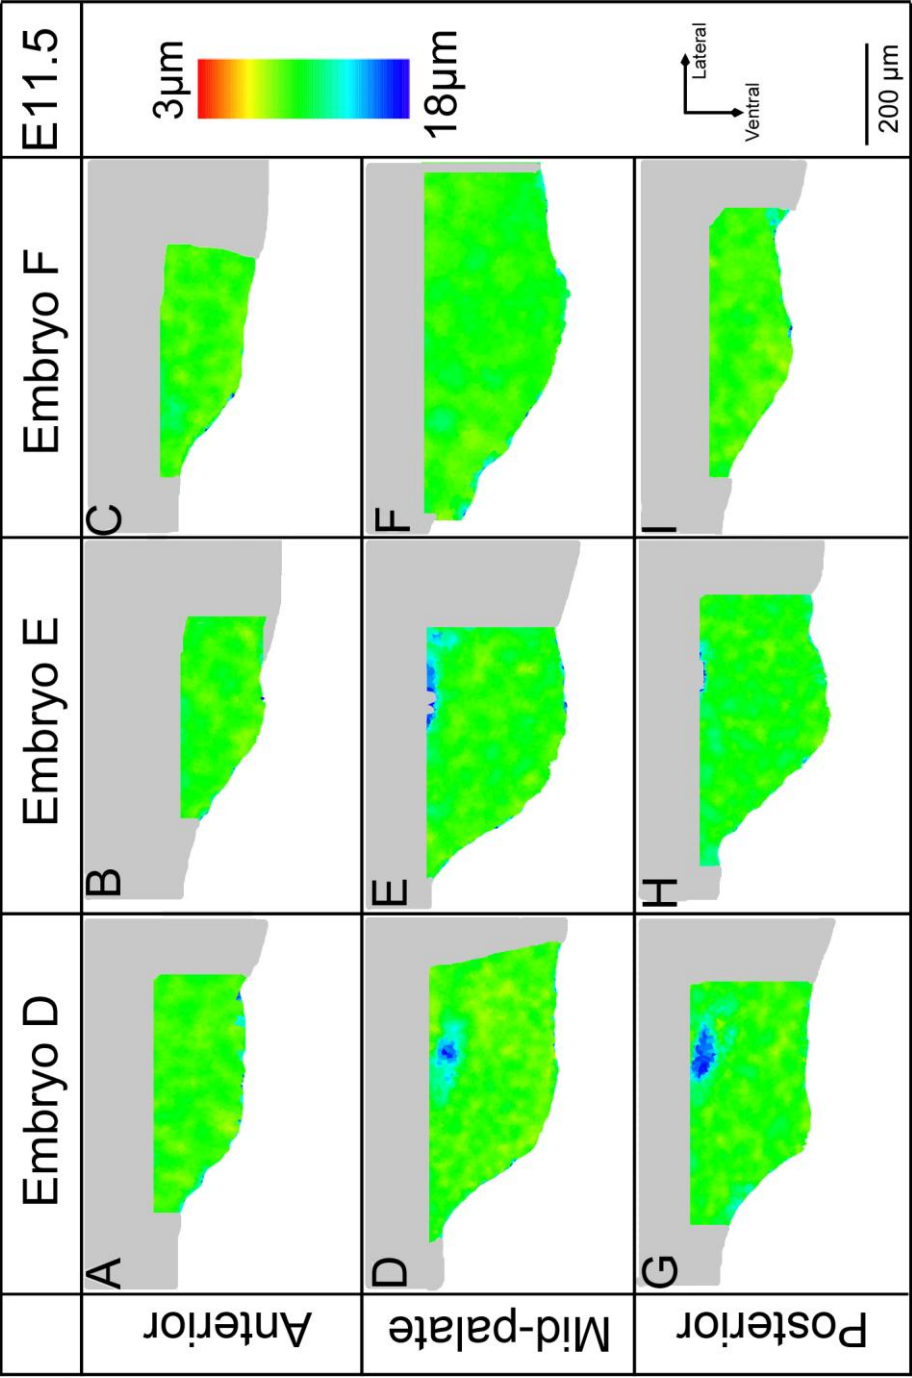 Embryo D
Embryo E
Embryo F
E11.5
Anterior
A
B
C
3μm
18μm
Mid-palate
D
E
F
Lateral
Ventral
Posterior
G
H
I
200 μm